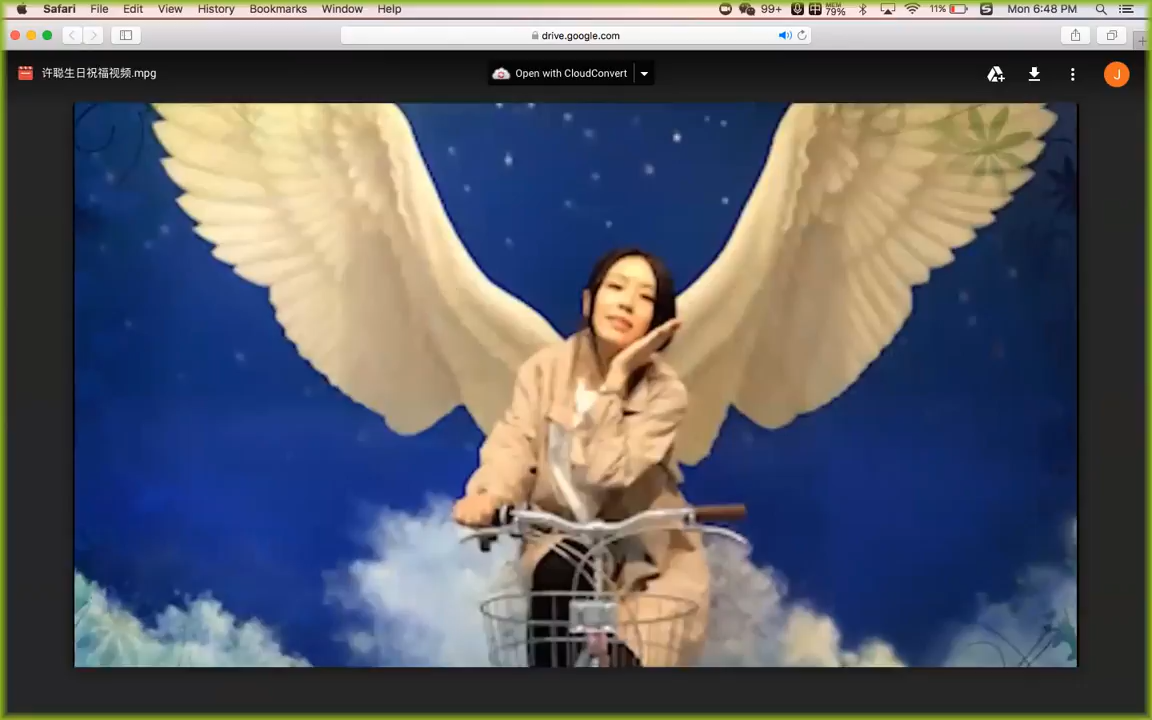 Safari File Edit View History Bookmarks Window Help 99+ MEM 79% 11% Mon 6:48 PM
drive.google.com
许聪生日祝福视频.mpg Open with CloudConvert J